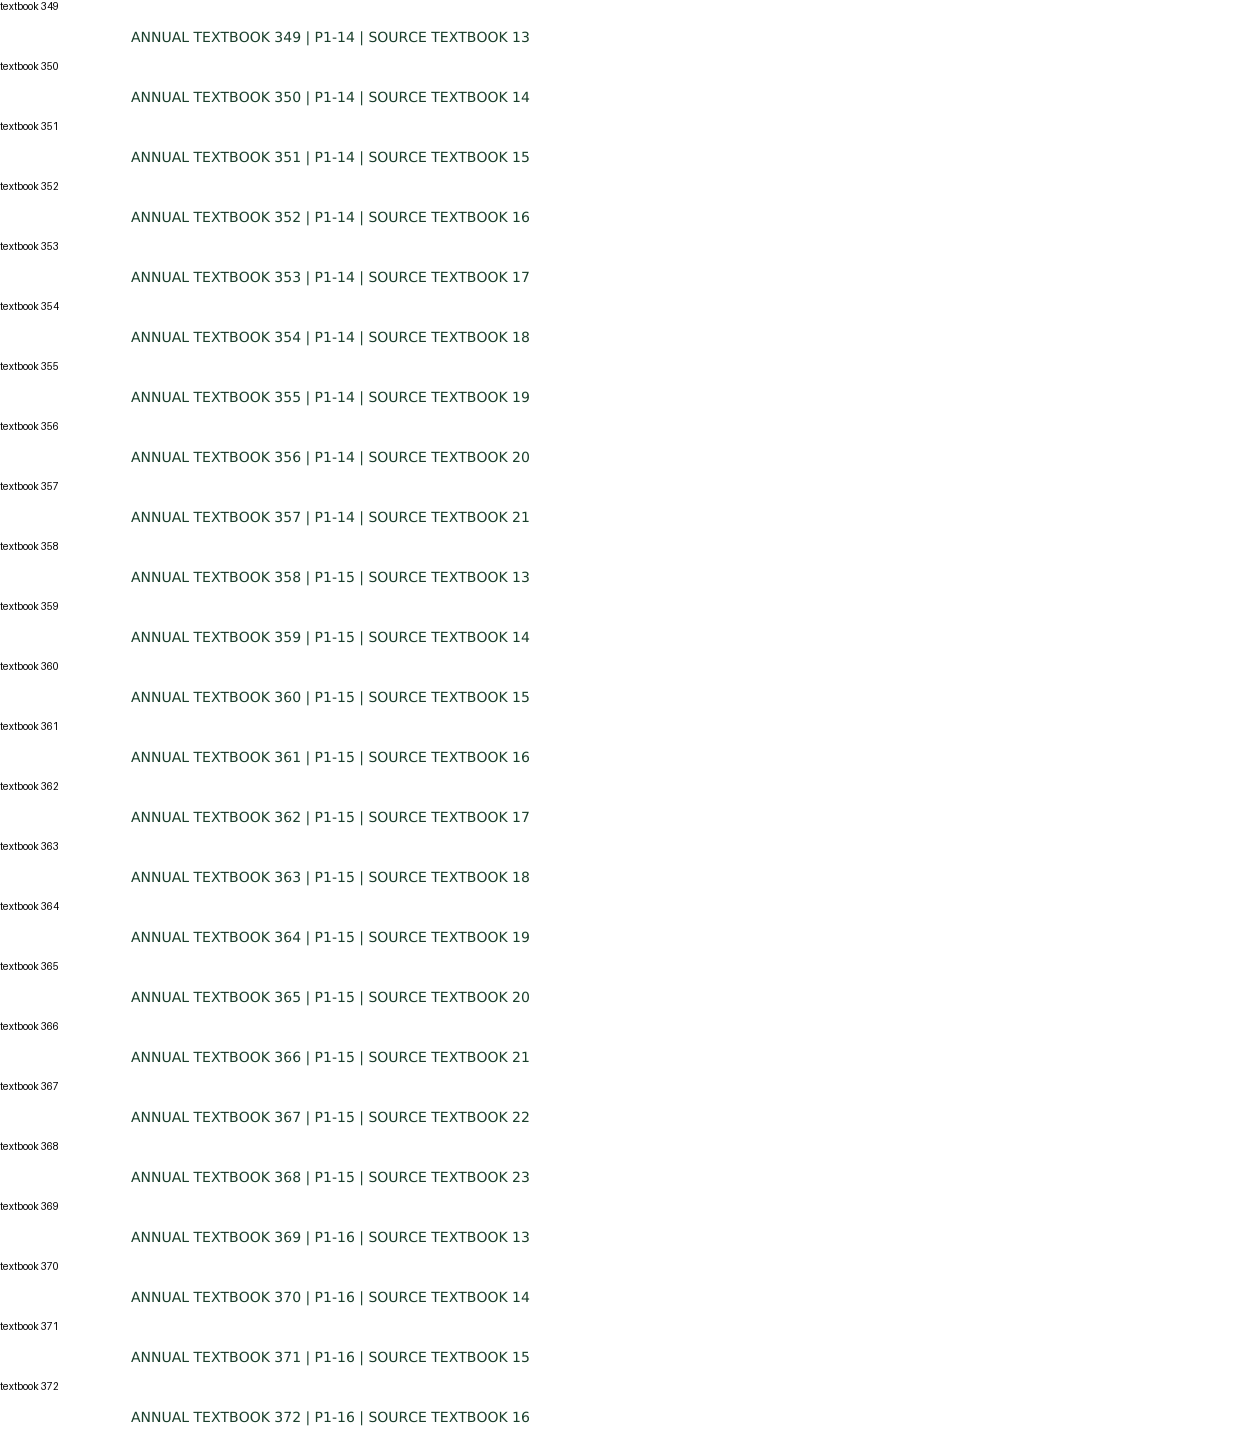 textbook 349
ANNUAL TEXTBOOK 349 | P1-14 | SOURCE TEXTBOOK 13
textbook 350
ANNUAL TEXTBOOK 350 | P1-14 | SOURCE TEXTBOOK 14
textbook 351
ANNUAL TEXTBOOK 351 | P1-14 | SOURCE TEXTBOOK 15
textbook 352
ANNUAL TEXTBOOK 352 | P1-14 | SOURCE TEXTBOOK 16
textbook 353
ANNUAL TEXTBOOK 353 | P1-14 | SOURCE TEXTBOOK 17
textbook 354
ANNUAL TEXTBOOK 354 | P1-14 | SOURCE TEXTBOOK 18
textbook 355
ANNUAL TEXTBOOK 355 | P1-14 | SOURCE TEXTBOOK 19
textbook 356
ANNUAL TEXTBOOK 356 | P1-14 | SOURCE TEXTBOOK 20
textbook 357
ANNUAL TEXTBOOK 357 | P1-14 | SOURCE TEXTBOOK 21
textbook 358
ANNUAL TEXTBOOK 358 | P1-15 | SOURCE TEXTBOOK 13
textbook 359
ANNUAL TEXTBOOK 359 | P1-15 | SOURCE TEXTBOOK 14
textbook 360
ANNUAL TEXTBOOK 360 | P1-15 | SOURCE TEXTBOOK 15
textbook 361
ANNUAL TEXTBOOK 361 | P1-15 | SOURCE TEXTBOOK 16
textbook 362
ANNUAL TEXTBOOK 362 | P1-15 | SOURCE TEXTBOOK 17
textbook 363
ANNUAL TEXTBOOK 363 | P1-15 | SOURCE TEXTBOOK 18
textbook 364
ANNUAL TEXTBOOK 364 | P1-15 | SOURCE TEXTBOOK 19
textbook 365
ANNUAL TEXTBOOK 365 | P1-15 | SOURCE TEXTBOOK 20
textbook 366
ANNUAL TEXTBOOK 366 | P1-15 | SOURCE TEXTBOOK 21
textbook 367
ANNUAL TEXTBOOK 367 | P1-15 | SOURCE TEXTBOOK 22
textbook 368
ANNUAL TEXTBOOK 368 | P1-15 | SOURCE TEXTBOOK 23
textbook 369
ANNUAL TEXTBOOK 369 | P1-16 | SOURCE TEXTBOOK 13
textbook 370
ANNUAL TEXTBOOK 370 | P1-16 | SOURCE TEXTBOOK 14
textbook 371
ANNUAL TEXTBOOK 371 | P1-16 | SOURCE TEXTBOOK 15
textbook 372
ANNUAL TEXTBOOK 372 | P1-16 | SOURCE TEXTBOOK 16